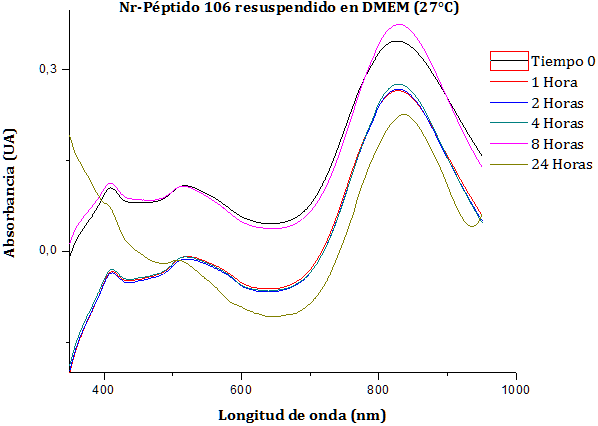 Nr-Péptido 106 resuspendido en DMEM (27°C)
Absorbancia (UA)
0,3
0,0
400
600
800
1000
Longitud de onda (nm)
Tiempo 0
1 Hora
2 Horas
4 Horas
8 Horas
24 Horas